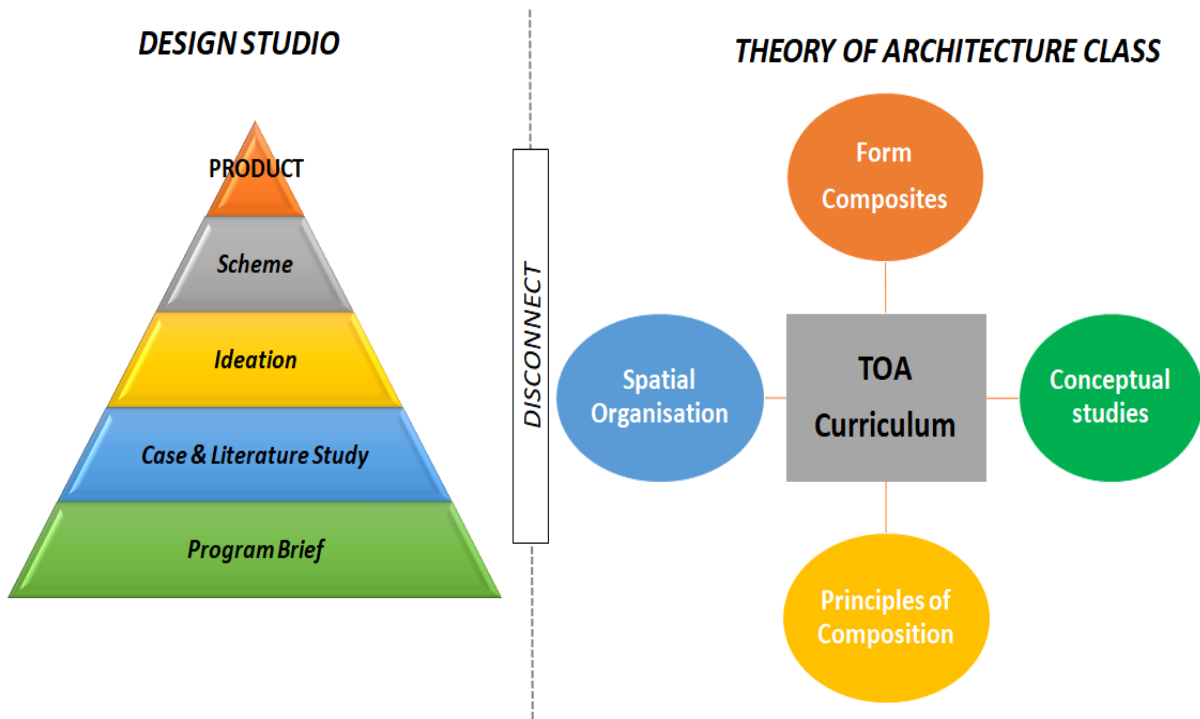 DESIGN STUDIO
PRODUCT
Scheme
Ideation
Case & Literature Study
Program Brief
DISCONNECT
THEORY OF ARCHITECTURE CLASS
Form
Composites
Spatial
Organisation
TOA
Curriculum
Conceptual
studies
Principles of
Composition